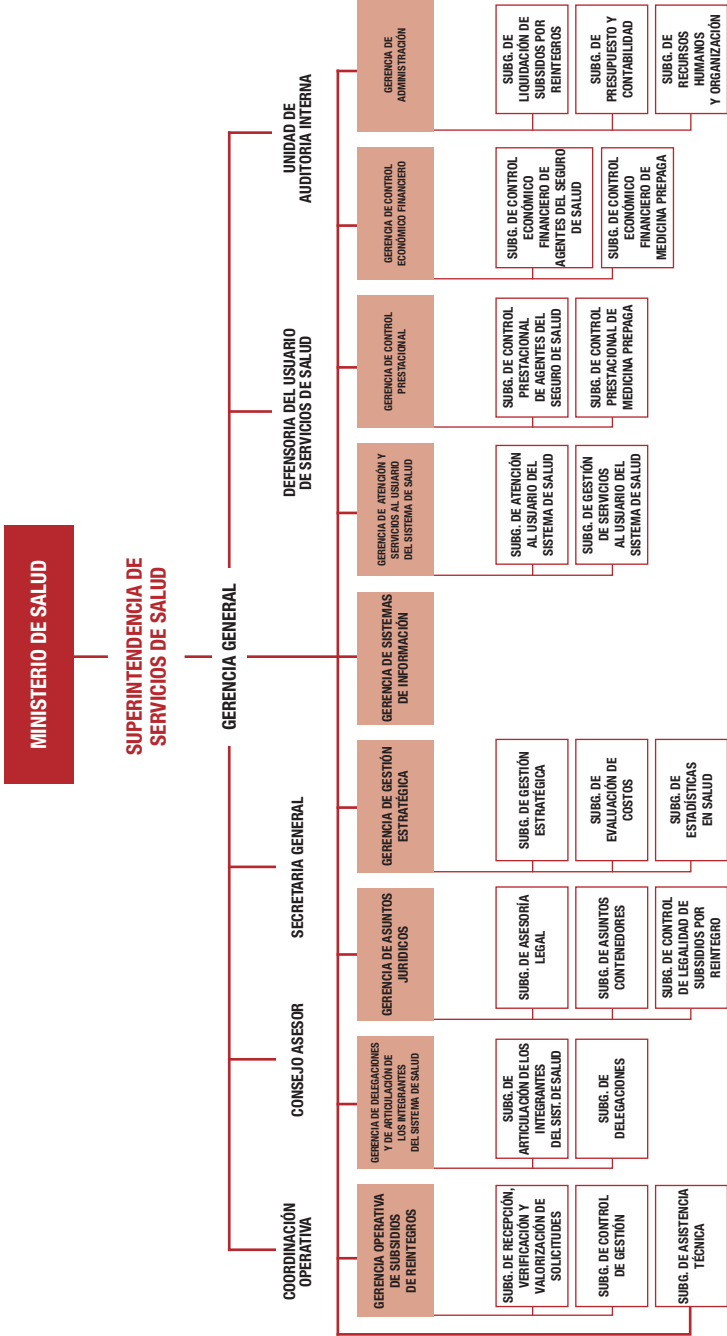 MINISTERIO DE SALUD
SUPERINTENDENCIA DE
SERVICIOS DE SALUD
GERENCIA GENERAL
COORDINACIÓN
OPERATIVA
CONSEJO ASESOR
SECRETARIA GENERAL
DEFENSORIA DEL USUARIO
DE SERVICIOS DE SALUD
UNIDAD DE
AUDITORIA INTERNA
GERENCIA OPERATIVA
DE SUBSIDIOS
DE REINTEGROS
SUBG. DE RECEPCIÓN,
VERIFICACIÓN Y
VALORIZACIÓN DE
SOLICITUDES
SUBG. DE CONTROL
DE GESTIÓN
SUBG. DE ASISTENCIA
TÉCNICA
GERENCIA DE DELEGACIONES
Y DE ARTICULACIÓN DE
LOS INTEGRANTES
DEL SISTEMA DE SALUD
SUBG. DE
ARTICULACIÓN DE LOS
INTEGRANTES
DEL SIST. DE SALUD
SUBG. DE
DELEGACIONES
GERENCIA DE ASUNTOS
JURIDICOS
SUBG. DE ASESORÍA
LEGAL
SUBG. DE ASUNTOS
CONTENEDORES
SUBG. DE CONTROL
DE LEGALIDAD DE
SUBSIDIOS POR
REINTEGRO
GERENCIA DE GESTIÓN
ESTRATÉGICA
SUBG. DE GESTIÓN
ESTRATÉGICA
SUBG. DE
EVALUACIÓN DE
COSTOS
SUBG. DE
ESTADÍSTICAS
EN SALUD
GERENCIA DE SISTEMAS
DE INFORMACIÓN
GERENCIA DE ATENCIÓN Y
SERVICIOS AL USUARIO
DEL SISTEMA DE SALUD
SUBG. DE ATENCIÓN
AL USUARIO DEL
SISTEMA DE SALUD
SUBG. DE GESTIÓN
DE SERVICIOS
AL USUARIO DEL
SISTEMA DE SALUD
GERENCIA DE CONTROL
PRESTACIONAL
SUBG. DE CONTROL
PRESTACIONAL
DE AGENTES DEL
SEGURO DE SALUD
SUBG. DE CONTROL
PRESTACIONAL DE
MEDICINA PREPAGA
GERENCIA DE CONTROL
ECONÓMICO FINANCIERO
SUBG. DE CONTROL
ECONÓMICO
FINANCIERO DE
AGENTES DEL SEGURO
DE SALUD
SUBG. DE CONTROL
ECONÓMICO
FINANCIERO DE
MEDICINA PREPAGA
GERENCIA DE
ADMINISTRACIÓN
SUBG. DE
LIQUIDACIÓN DE
SUBSIDOS POR
REINTEGROS
SUBG. DE
PRESUPUESTO Y
CONTABILIDAD
SUBG. DE
RECURSOS
HUMANOS
Y ORGANIZACIÓN